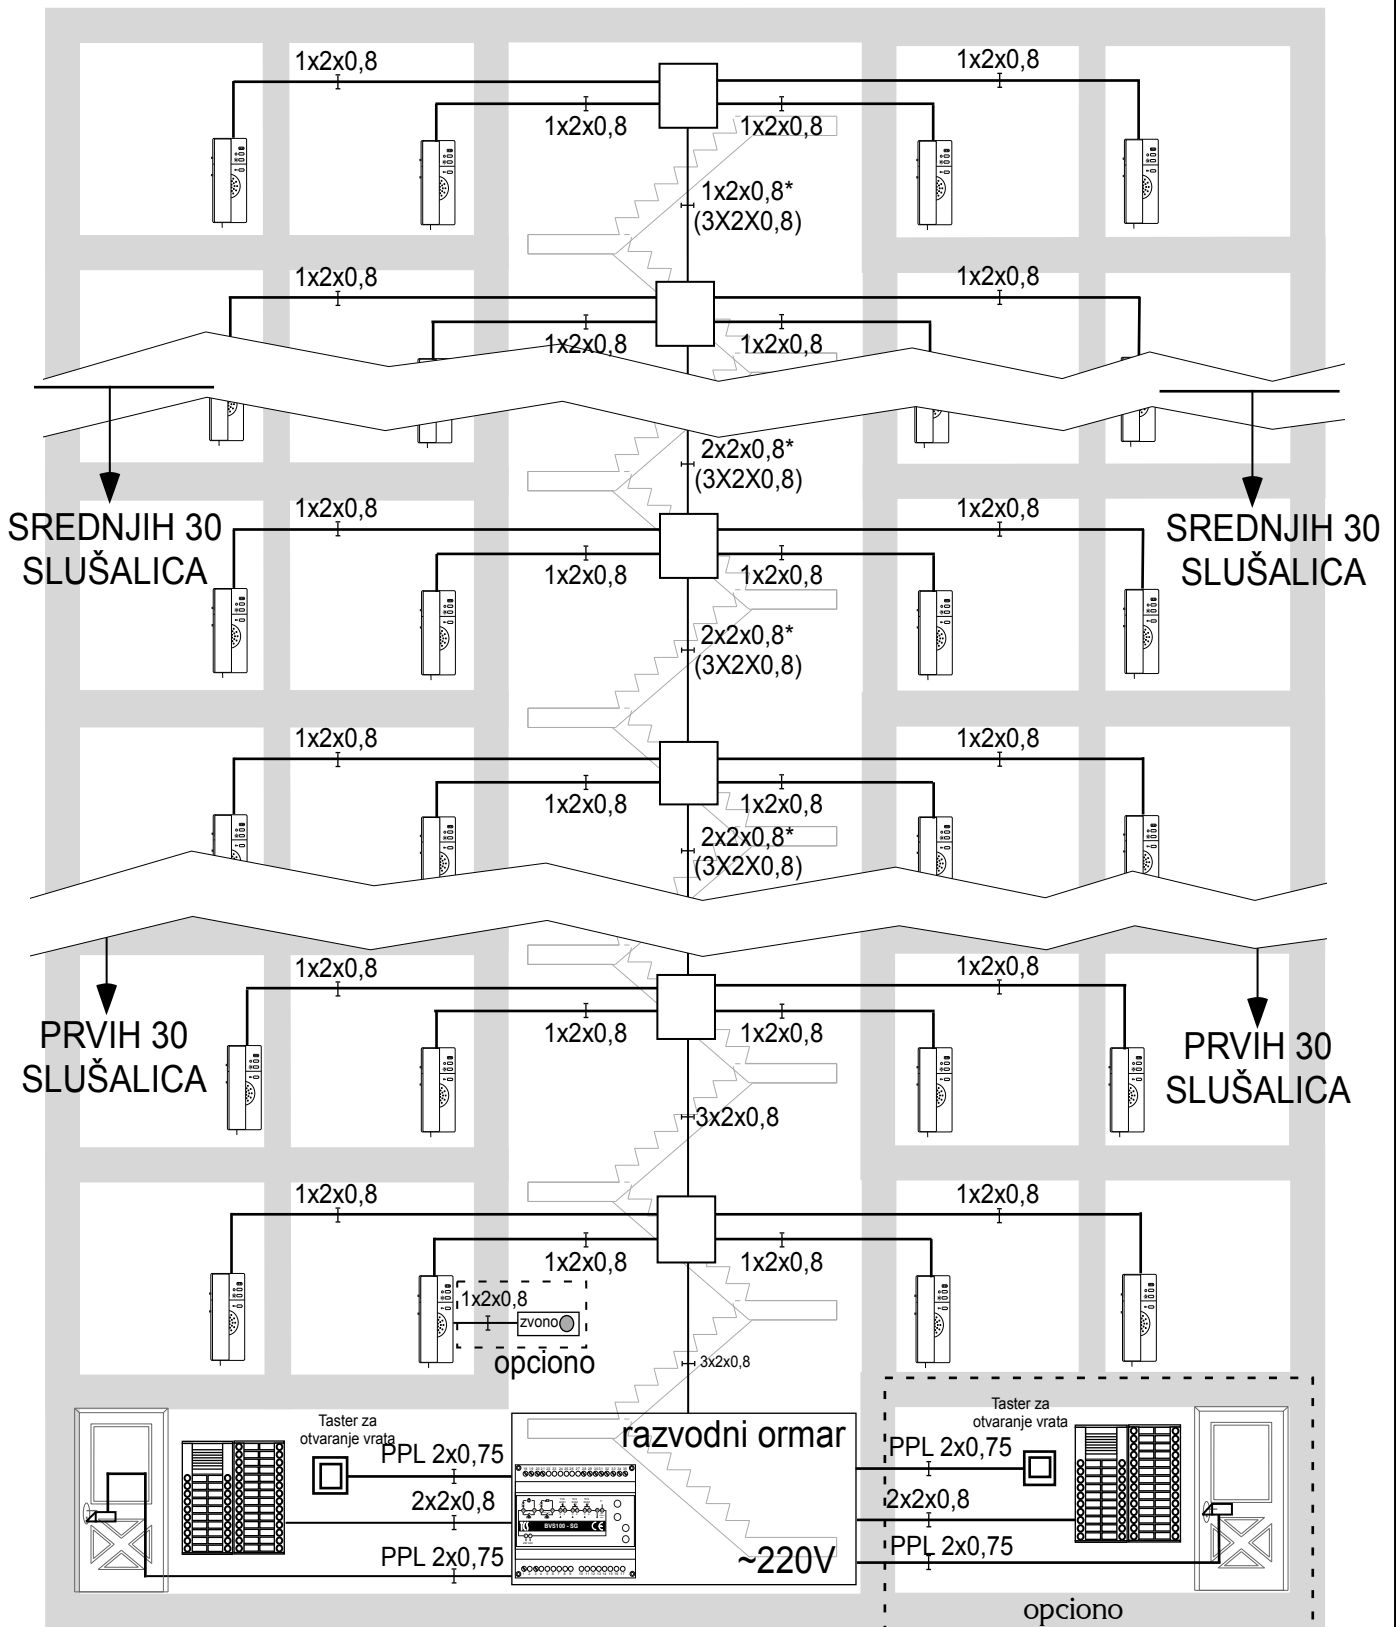 1x2x0,8
1x2x0,8
1x2x0,8
1x2x0,8
1x2x0,8*
(3X2X0,8)
1x2x0,8
1x2x0,8
1x2x0,8
1x2x0,8
2x2x0,8*
(3X2X0,8)
SREDNJIH 30
SLUŠALICA
SREDNJIH 30
SLUŠALICA
1x2x0,8
1x2x0,8
1x2x0,8
1x2x0,8
2x2x0,8*
(3X2X0,8)
1x2x0,8
1x2x0,8
1x2x0,8
1x2x0,8
2x2x0,8*
(3X2X0,8)
1x2x0,8
1x2x0,8
1x2x0,8
1x2x0,8
PRVIH 30
SLUŠALICA
PRVIH 30
SLUŠALICA
3x2x0,8
1x2x0,8
1x2x0,8
1x2x0,8
1x2x0,8
1x2x0,8
zvono
opciono
3x2x0,8
Taster za
otvaranje vrata
PPL 2x0,75
2x2x0,8
PPL 2x0,75
razvodni ormar
BVS100 - SG
CE
~220V
Taster za
otvaranje vrata
PPL 2x0,75
2x2x0,8
PPL 2x0,75
opciono